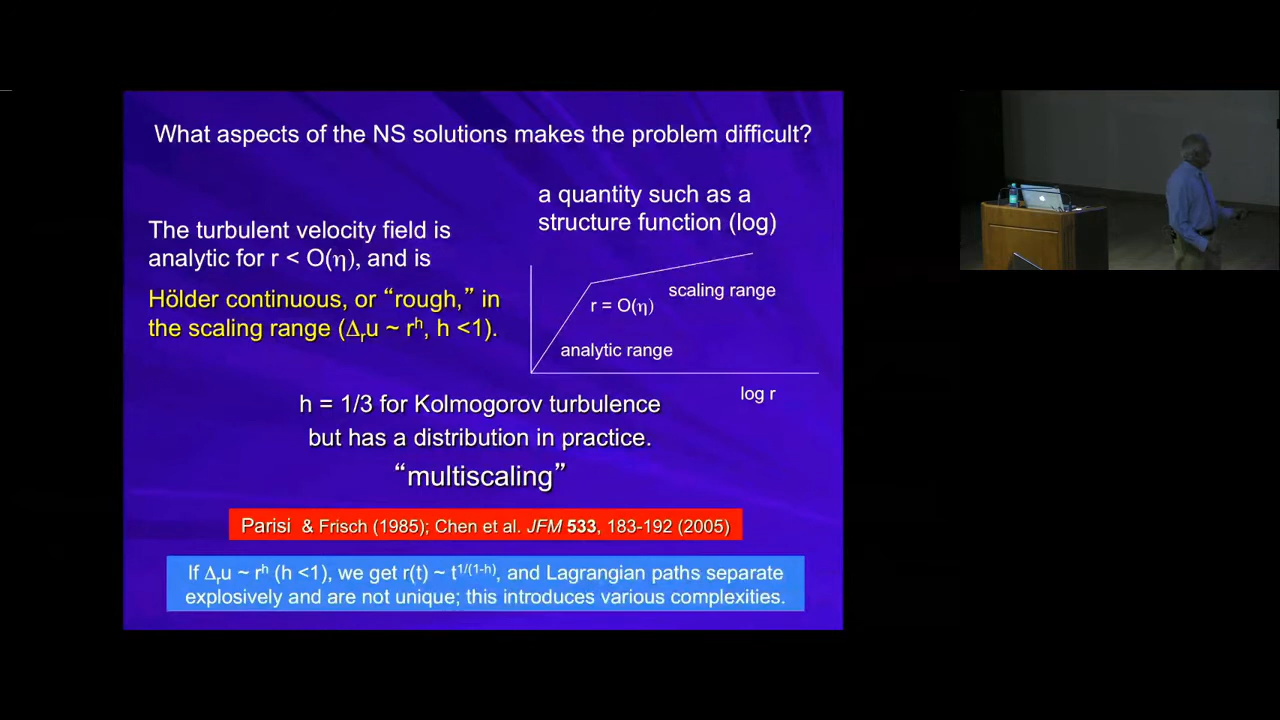 What aspects of the NS solutions makes the problem difficult?
The turbulent velocity field is
analytic for r < O(η), and is
Hölder continuous, or “rough,” in
the scaling range (Δᵣu ~ rʰ, h <1).
a quantity such as a
structure function (log)
scaling range
r = O(η)
analytic range
log r
h = 1/3 for Kolmogorov turbulence
but has a distribution in practice.
“multiscaling”
Parisi & Frisch (1985); Chen et al. JFM 533, 183-192 (2005)
If Δᵣu ~ rʰ (h <1), we get r(t) ~ t^1/(1-h), and Lagrangian paths separate
explosively and are not unique; this introduces various complexities.